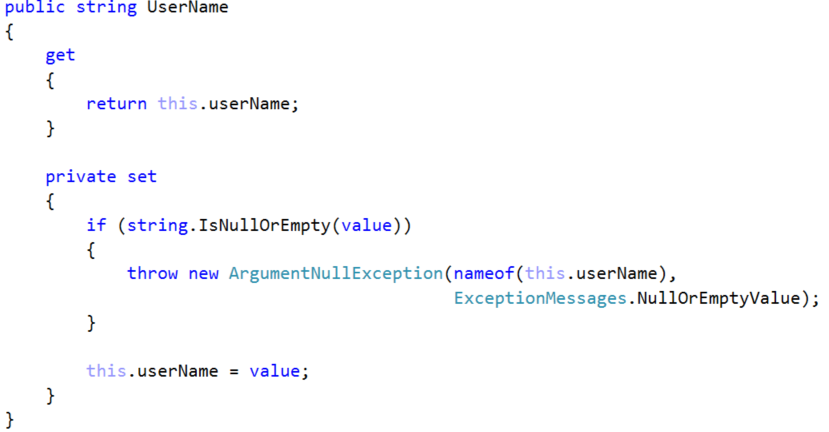 public string UserName
{
    get
    {
        return this.userName;
    }

    private set
    {
        if (string.IsNullOrEmpty(value))
        {
            throw new ArgumentNullException(nameof(this.userName),
                                            ExceptionMessages.NullOrEmptyValue);
        }

        this.userName = value;
    }
}